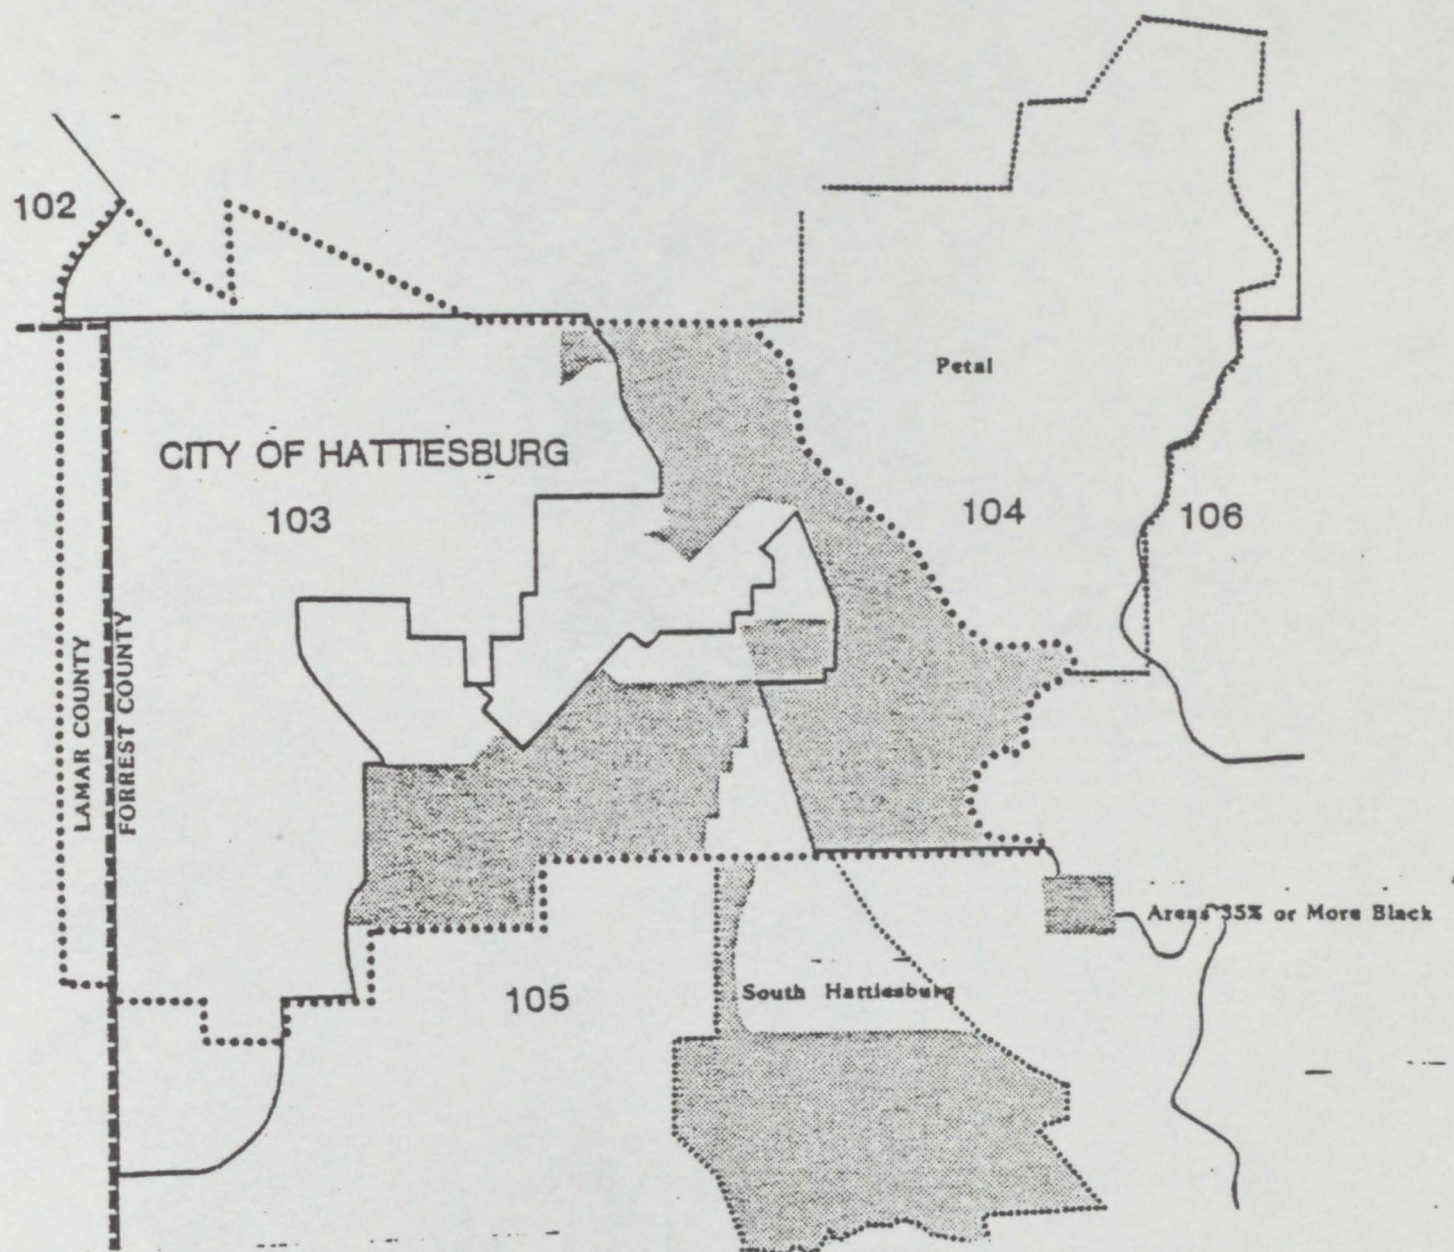 102
Petal
CITY OF HATTIESBURG
103
104
106
LAMAR COUNTY
FORREST COUNTY
Areas 35% or More Black
South Hattiesburg
105